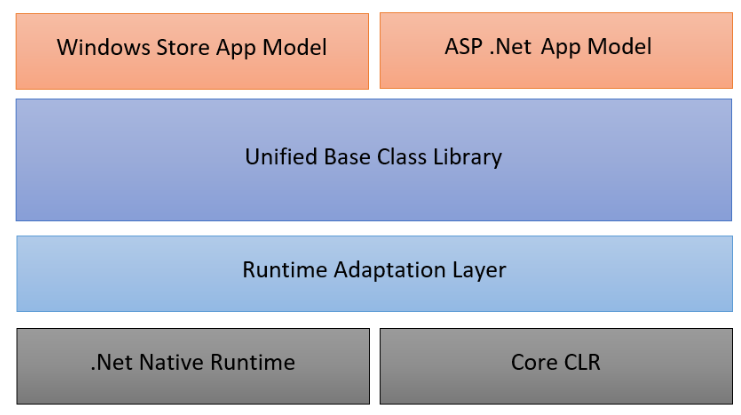 Windows Store App Model
ASP .Net App Model
Unified Base Class Library
Runtime Adaptation Layer
.Net Native Runtime
Core CLR